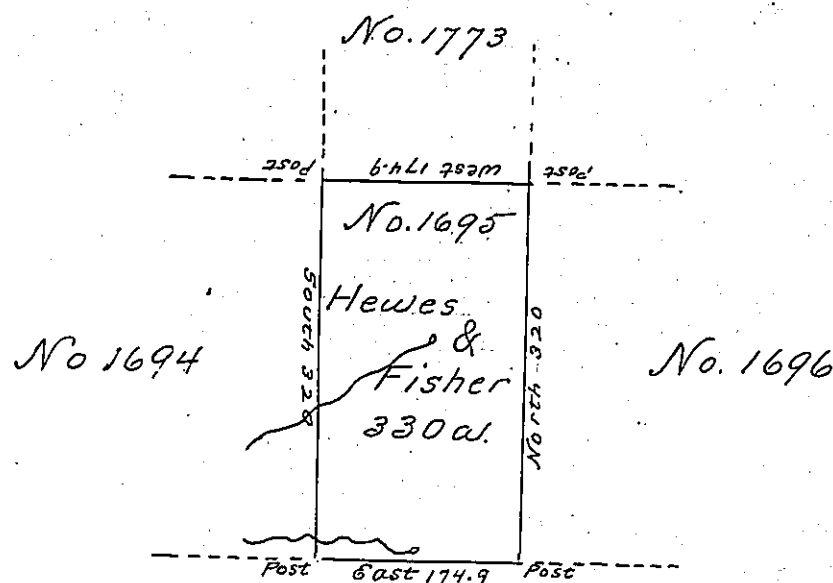 No. 1773
Post West 174.9 Post
No. 1695
South 320
Hewes
&
Fisher
330 a.
North 320
No 1694
No. 1696
Post East 174.9 Post